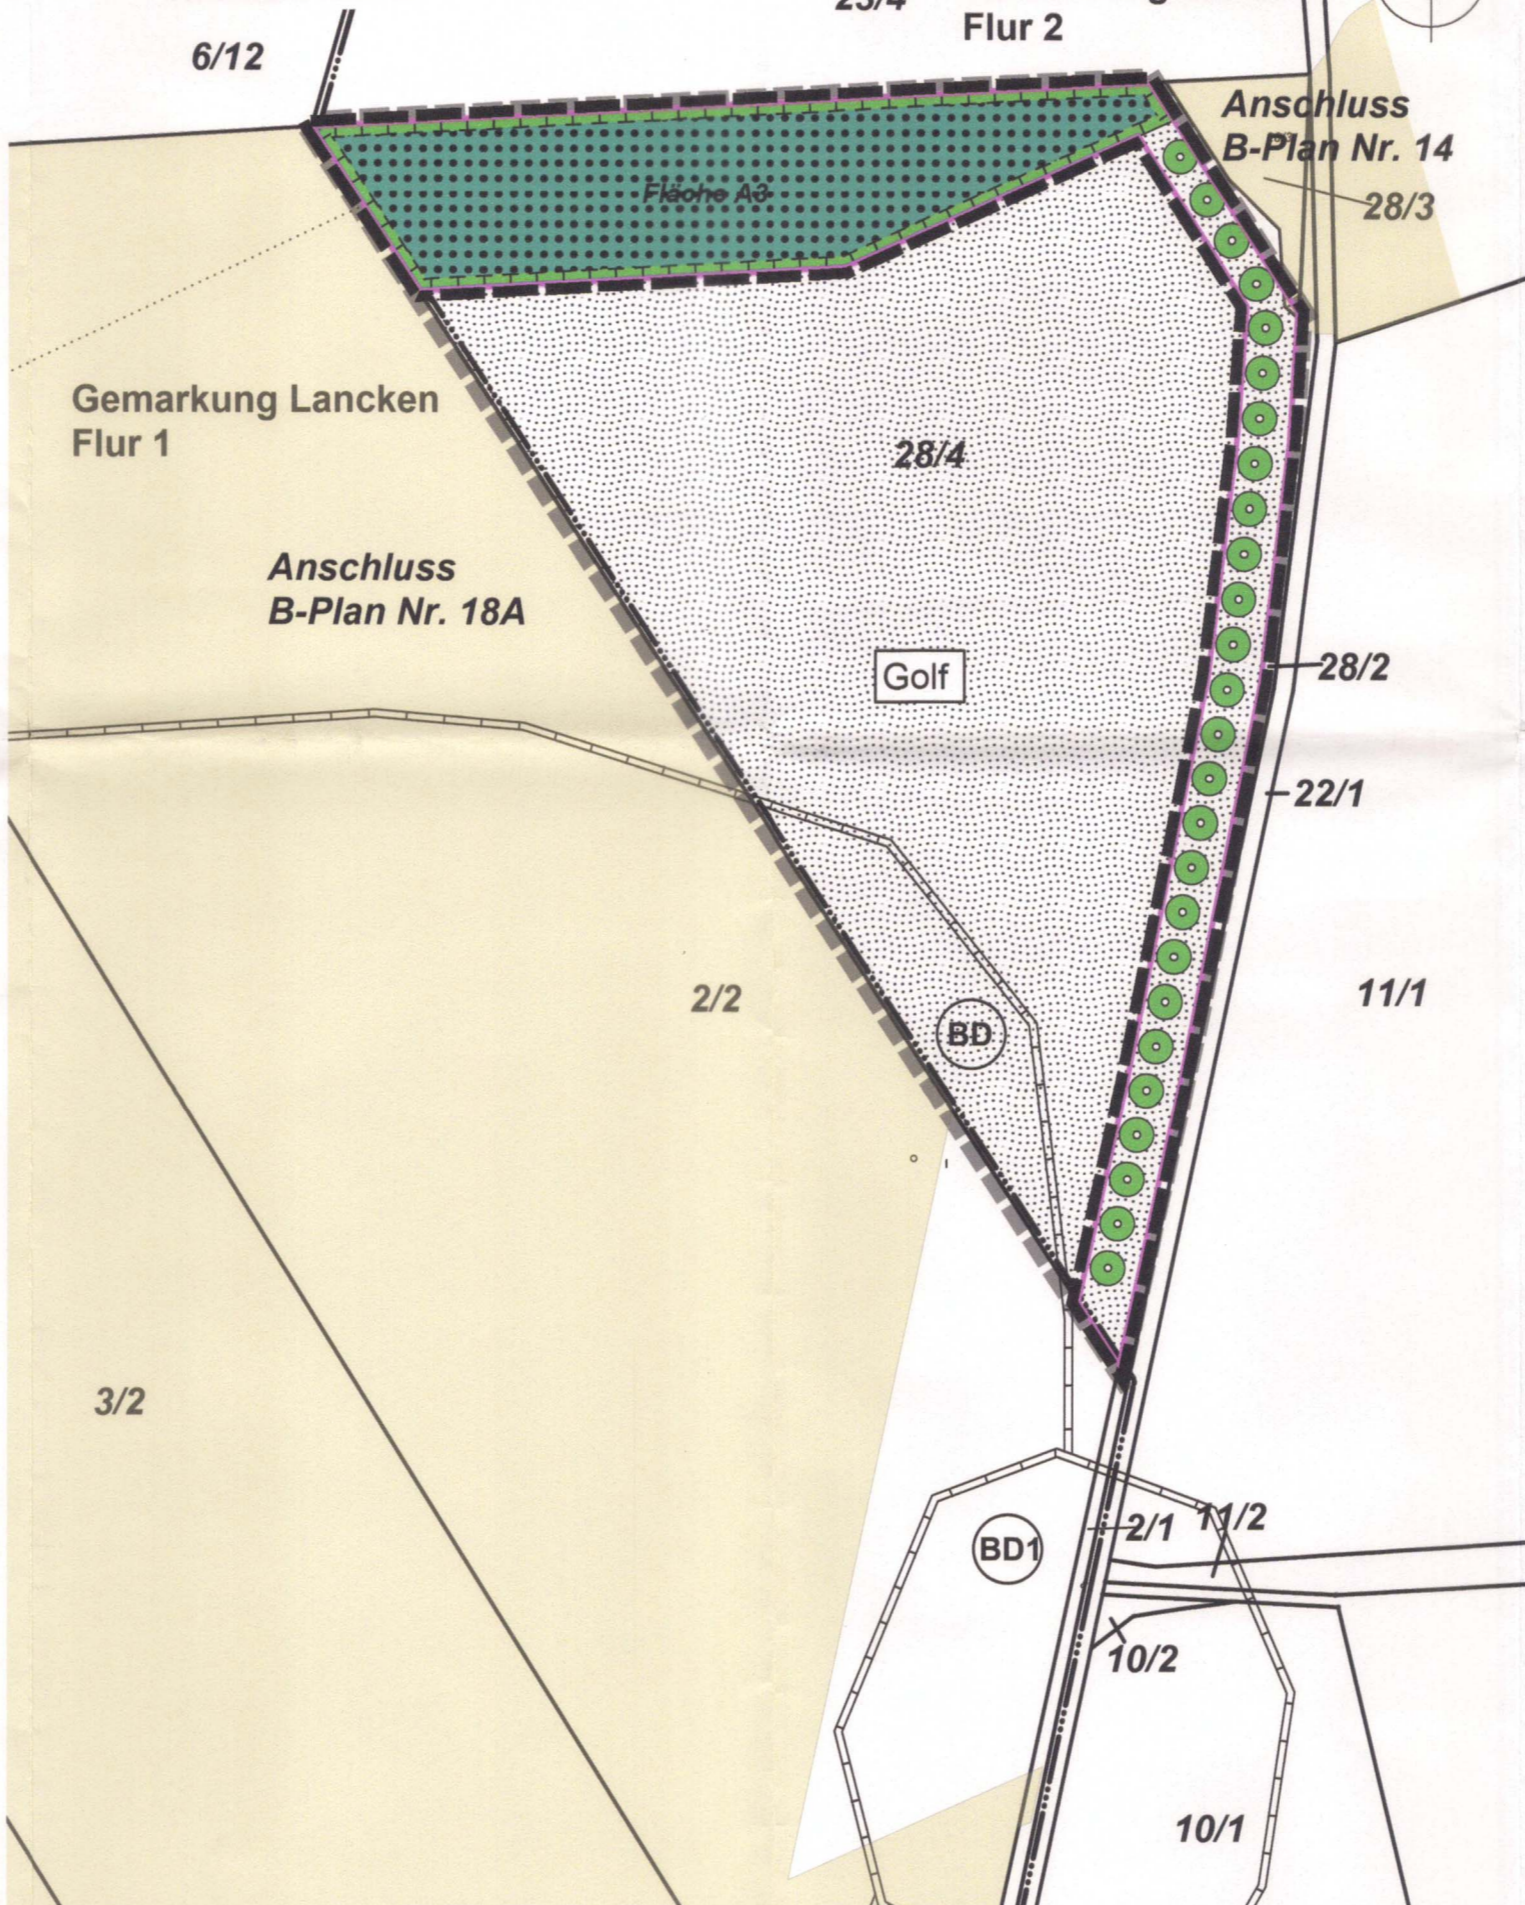 6/12
Flur 2
Anschluss
B-Plan Nr. 14
28/3
Fläche A3
Gemarkung Lancken
Flur 1
28/4
Anschluss
B-Plan Nr. 18A
Golf
28/2
22/1
2/2
11/1
BD
3/2
2/1
11/2
BD1
10/2
10/1